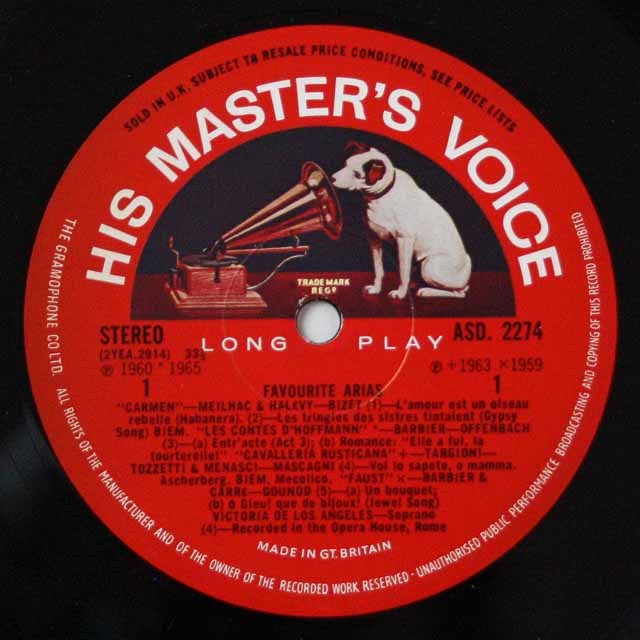 SOLD IN U.K. SUBJECT TO RESALE PRICE CONDITIONS, SEE PRICE LISTS
HIS MASTER'S VOICE
TRADE MARK
REGD
STEREO
LONG PLAY
ASD. 2274
(2YEA.2914) 33⅓
℗ 1960 * 1965
℗ +1963 ×1959
1
FAVOURITE ARIAS
1
"CARMEN"—MEILHAC & HALEVY—BIZET (1)—L'amour est un oiseau
rebelle (Habanera). (2)—Les tringles des sistres tintaient (Gypsy
Song) BIEM. "LES CONTES D'HOFFMANN" *—BARBIER—OFFENBACH
(3)—(a) Entr'acte (Act 3); (b) Romance: "Elle a fui, la
tourterelle!" "CAVALLERIA RUSTICANA" +—TARGIONI-
TOZZETTI & MENASCI—MASCAGNI (4)—Voi lo sapete, o mamma.
Ascherberg. BIEM, Mecolico. "FAUST" ×—BARBIER &
CARRE—GOUNOD (5)—(a) Un bouquet;
(b) O Dieu! que de bijoux! (Jewel Song)
VICTORIA DE LOS ANGELES—Soprano
(4)—Recorded in the Opera House, Rome
MADE IN GT. BRITAIN
THE GRAMOPHONE CO. LTD. ALL RIGHTS OF THE MANUFACTURER AND OF THE OWNER OF THE RECORDED WORK RESERVED · UNAUTHORISED PUBLIC PERFORMANCE BROADCASTING AND COPYING OF THIS RECORD PROHIBITED